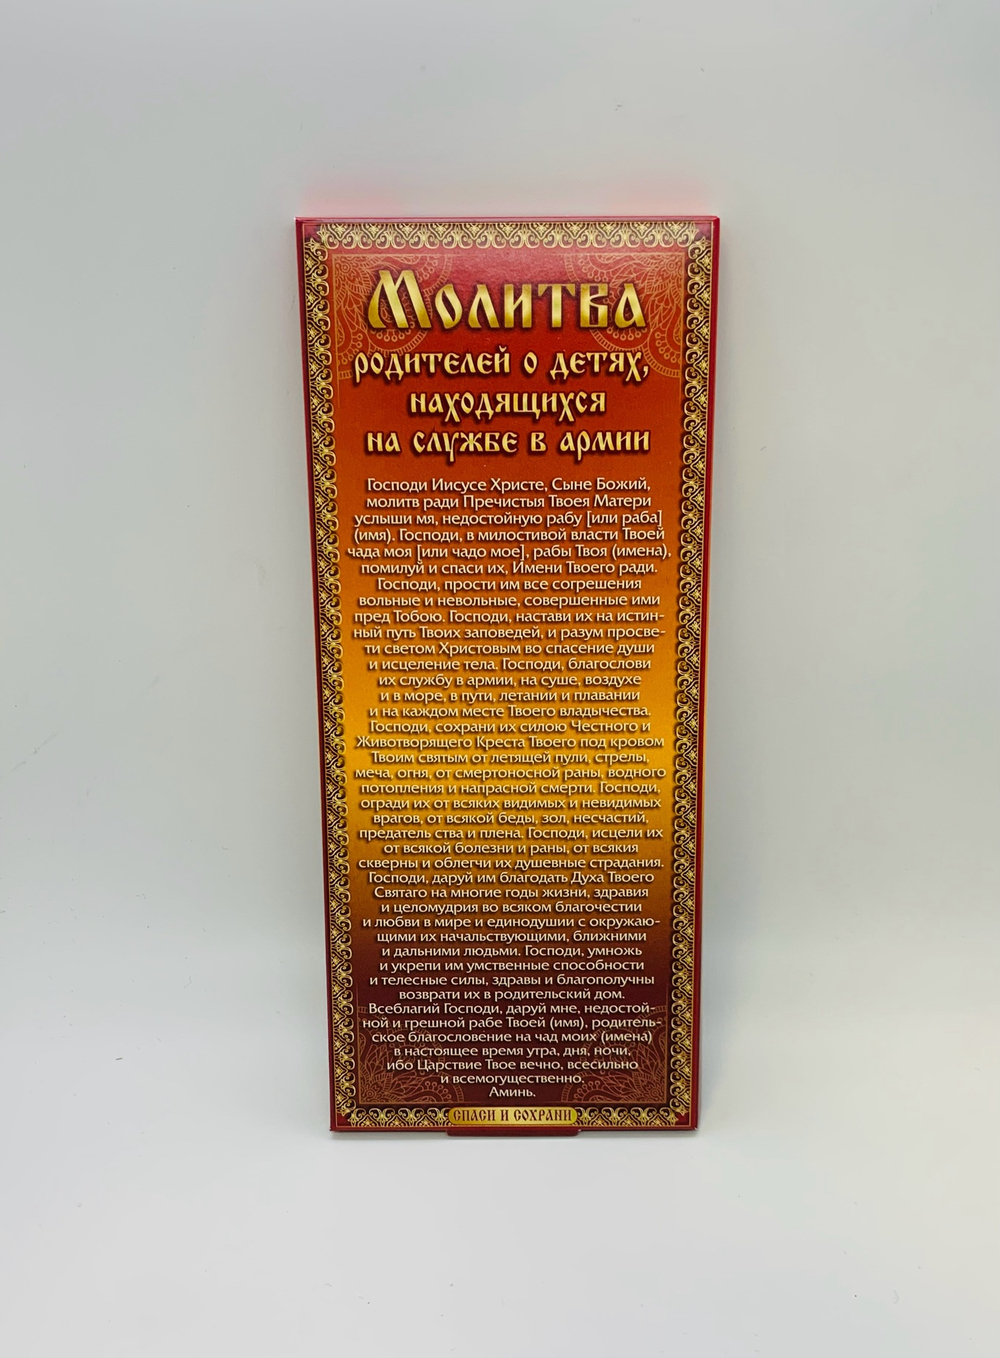 Молитва
родителей о детях,
находящихся
на службе в армии
Господи Иисусе Христе, Сыне Божий,
молитв ради Пречистыя Твоея Матери
услыши мя, недостойную рабу [или раба]
(имя). Господи, в милостивой власти Твоей
чада моя [или чадо мое], рабы Твоя (имена),
помилуй и спаси их, Имени Твоего ради.
Господи, прости им все согрешения
вольные и невольные, совершенные ими
пред Тобою. Господи, настави их на истин-
ный путь Твоих заповедей, и разум просве-
ти светом Христовым во спасение души
и исцеление тела. Господи, благослови
их службу в армии, на суше, воздухе
и в море, в пути, летании и плавании
и на каждом месте Твоего владычества.
Господи, сохрани их силою Честного и
Животворящего Креста Твоего под кровом
Твоим святым от летящей пули, стрелы,
меча, огня, от смертоносной раны, водного
потопления и напрасной смерти. Господи,
огради их от всяких видимых и невидимых
врагов, от всякой беды, зол, несчастий,
предатель ства и плена. Господи, исцели их
от всякой болезни и раны, от всякия
скверны и облегчи их душевные страдания.
Господи, даруй им благодать Духа Твоего
Святаго на многие годы жизни, здравия
и целомудрия во всяком благочестии
и любви в мире и единодушии с окружаю-
щими их начальствующими, ближними
и дальними людьми. Господи, умножь
и укрепи им умственные способности
и телесные силы, здравы и благополучны
возврати их в родительский дом.
Всеблагий Господи, даруй мне, недостой-
ной и грешной рабе Твоей (имя), родитель-
ское благословение на чад моих (имена)
в настоящее время утра, дня, ночи,
ибо Царствие Твое вечно, всесильно
и всемогущественно.
Аминь.
СПАСИ И СОХРАНИ